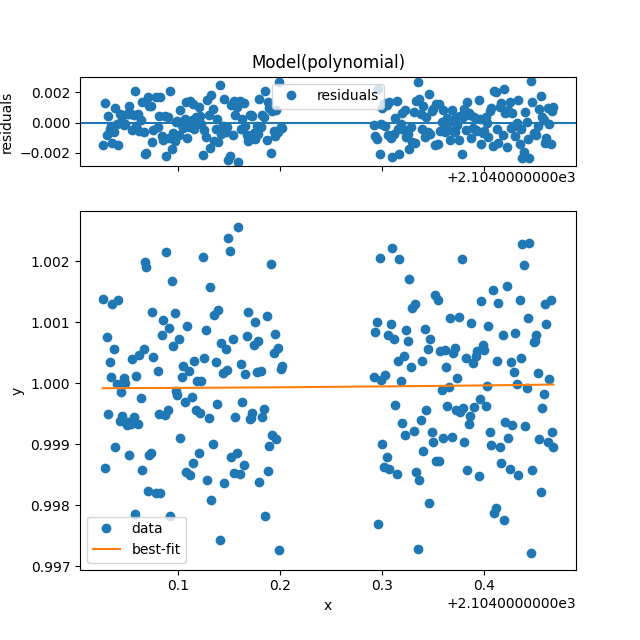 Model(polynomial)
residuals
0.002
0.000
−0.002
residuals
+2.1040000000e3
y
1.002
1.001
1.000
0.999
0.998
0.997
data
best-fit
0.1
0.2
0.3
0.4
x
+2.1040000000e3